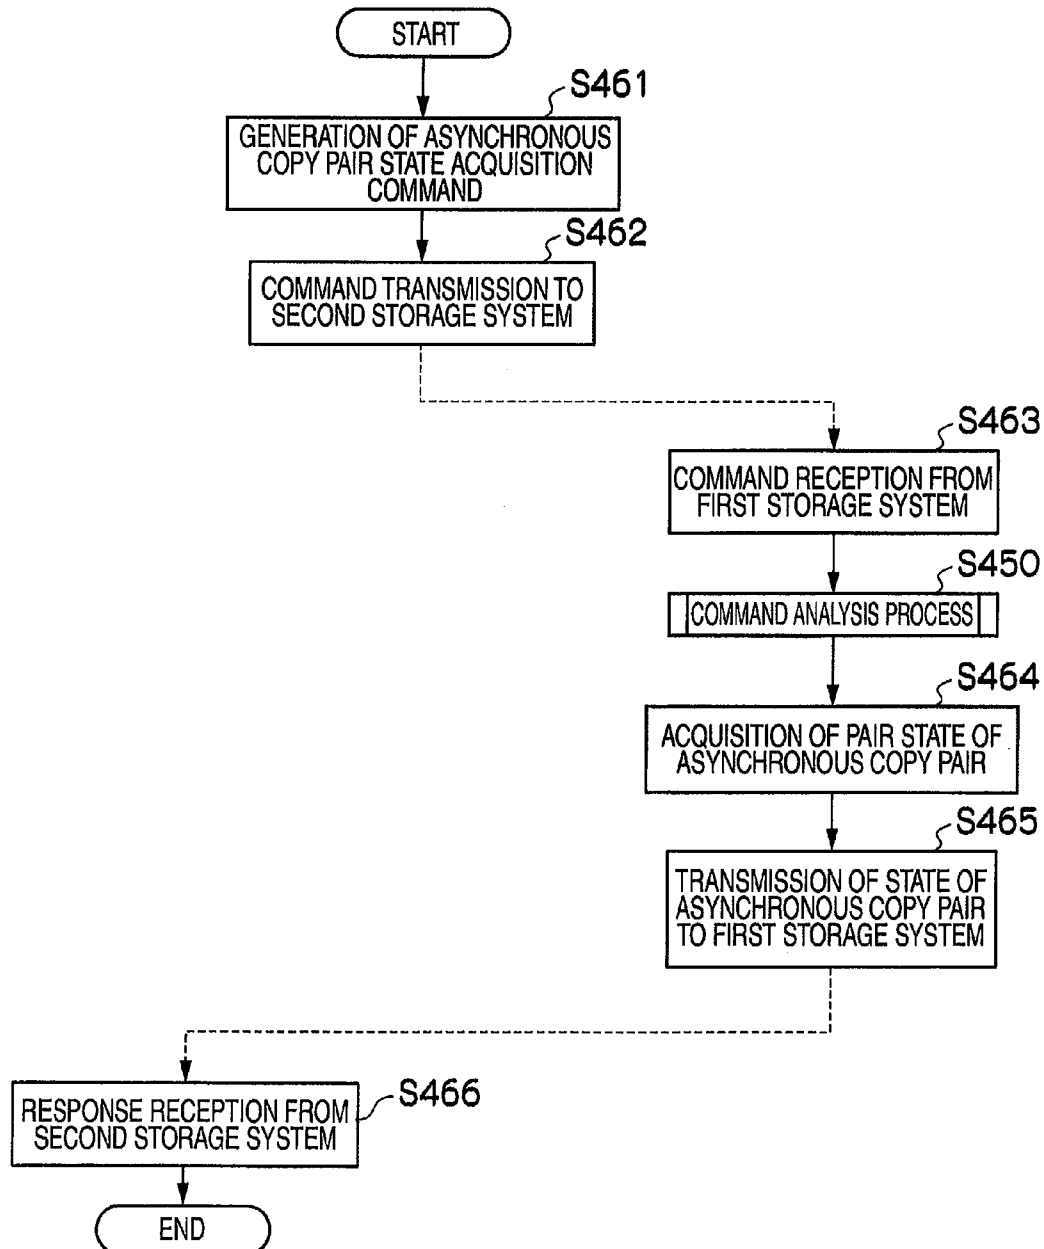 START
S461
GENERATION OF ASYNCHRONOUS
COPY PAIR STATE ACQUISITION
COMMAND
S462
COMMAND TRANSMISSION TO
SECOND STORAGE SYSTEM
S463
COMMAND RECEPTION FROM
FIRST STORAGE SYSTEM
S450
COMMAND ANALYSIS PROCESS
S464
ACQUISITION OF PAIR STATE OF
ASYNCHRONOUS COPY PAIR
S465
TRANSMISSION OF STATE OF
ASYNCHRONOUS COPY PAIR
TO FIRST STORAGE SYSTEM
S466
RESPONSE RECEPTION FROM
SECOND STORAGE SYSTEM
END